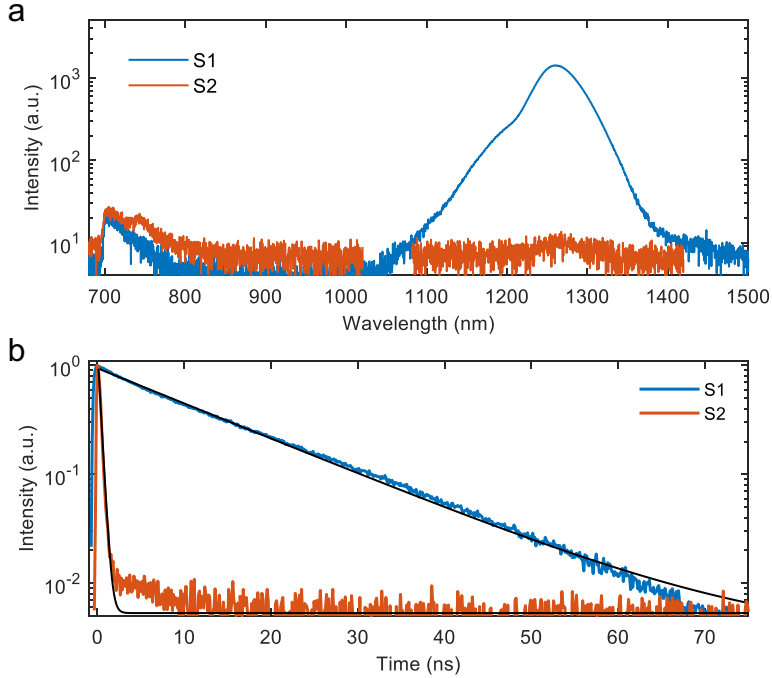 a
Intensity (a.u.)
10³
10²
10¹
S1
S2
700 800 900 1000 1100 1200 1300 1400 1500
Wavelength (nm)
b
Intensity (a.u.)
10⁰
10⁻¹
10⁻²
S1
S2
0 10 20 30 40 50 60 70
Time (ns)